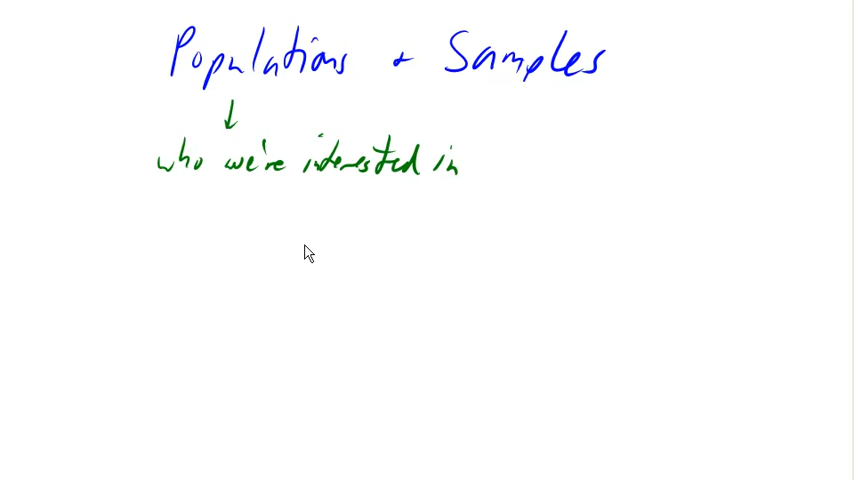 Populations + Samples
↓
who we're interested in